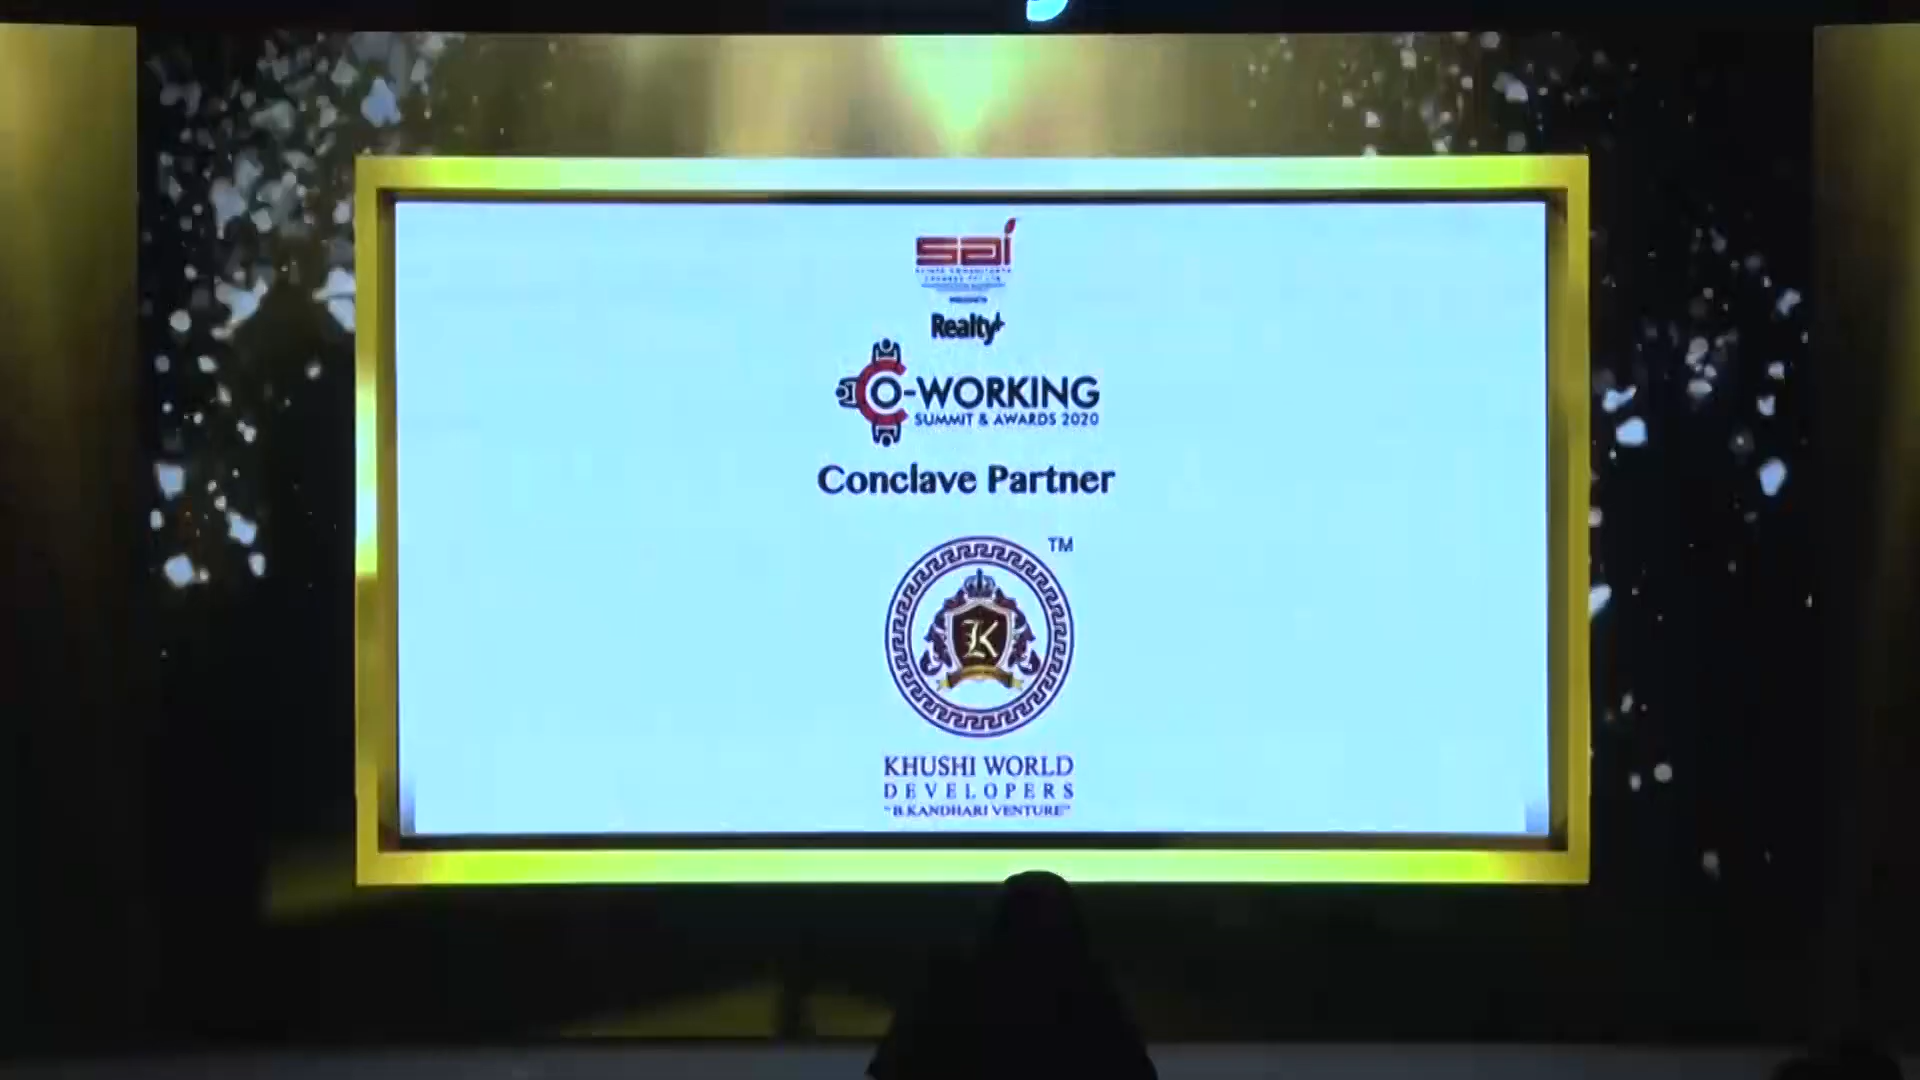 sai
Realty+
CO-WORKING
SUMMIT & AWARDS 2020
Conclave Partner
TM
K
KHUSHI WORLD
DEVELOPERS
"B.KANDHARI VENTURE"